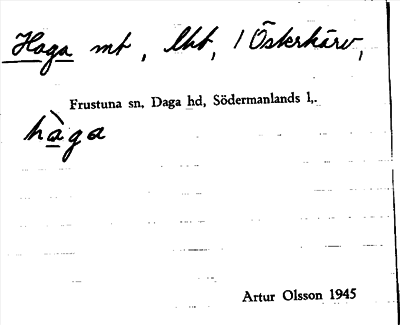 Haga mt, lht, / Österkärv,
Frustuna sn, Daga hd, Södermanlands l,.
hàga
Artur Olsson 1945